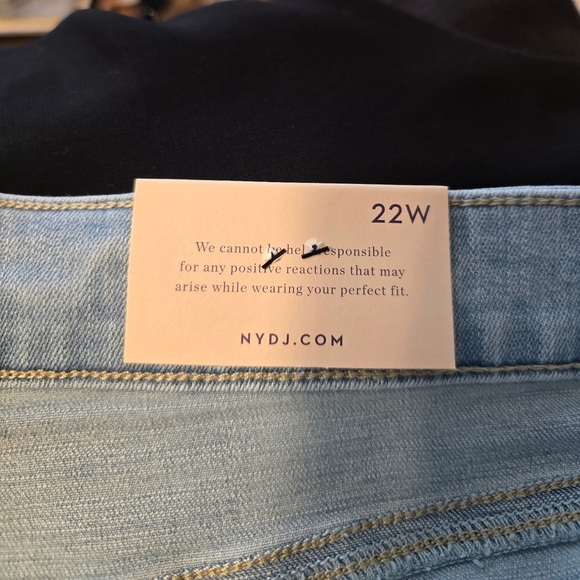 22W
We cannot be held responsible
for any positive reactions that may
arise while wearing your perfect fit.
NYDJ.COM